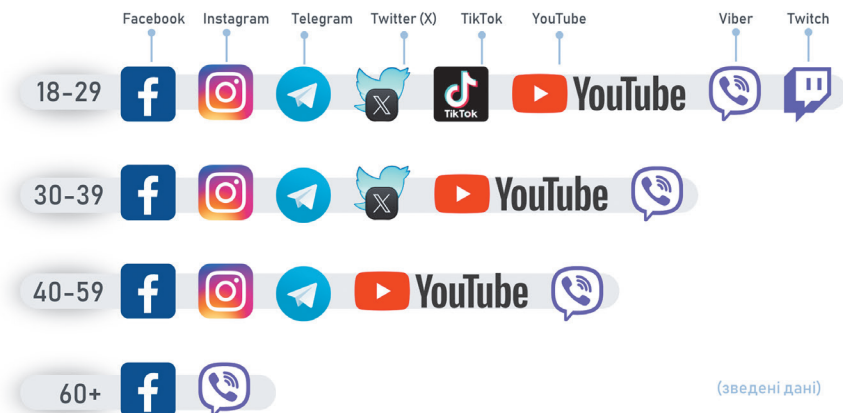 Facebook Instagram Telegram Twitter (X) TikTok YouTube Viber Twitch
18-29 TikTok YouTube
30-39 YouTube
40-59 YouTube
60+
(зведені дані)